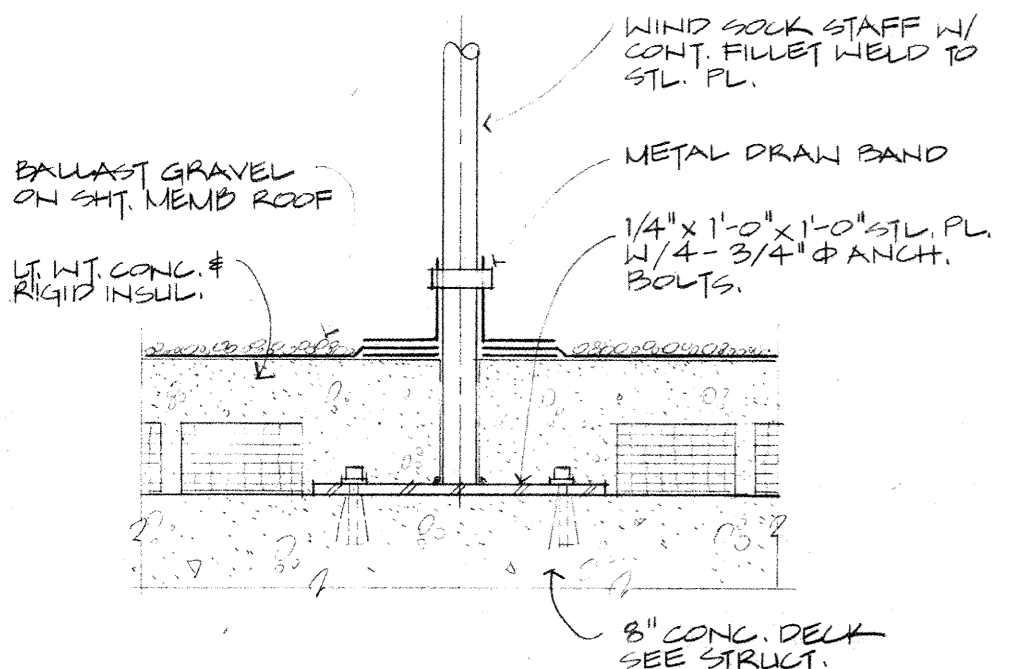 WIND SOCK STAFF W/
CONT. FILLET WELD TO
STL. PL.
BALLAST GRAVEL
ON SHT. MEMB ROOF
METAL DRAW BAND
1/4" X 1'-0" X 1'-0" STL. PL.
W/ 4 - 3/4" Φ ANCH.
BOLTS.
LT. WT. CONC. &
RIGID INSUL.
8" CONC. DECK
SEE STRUCT.